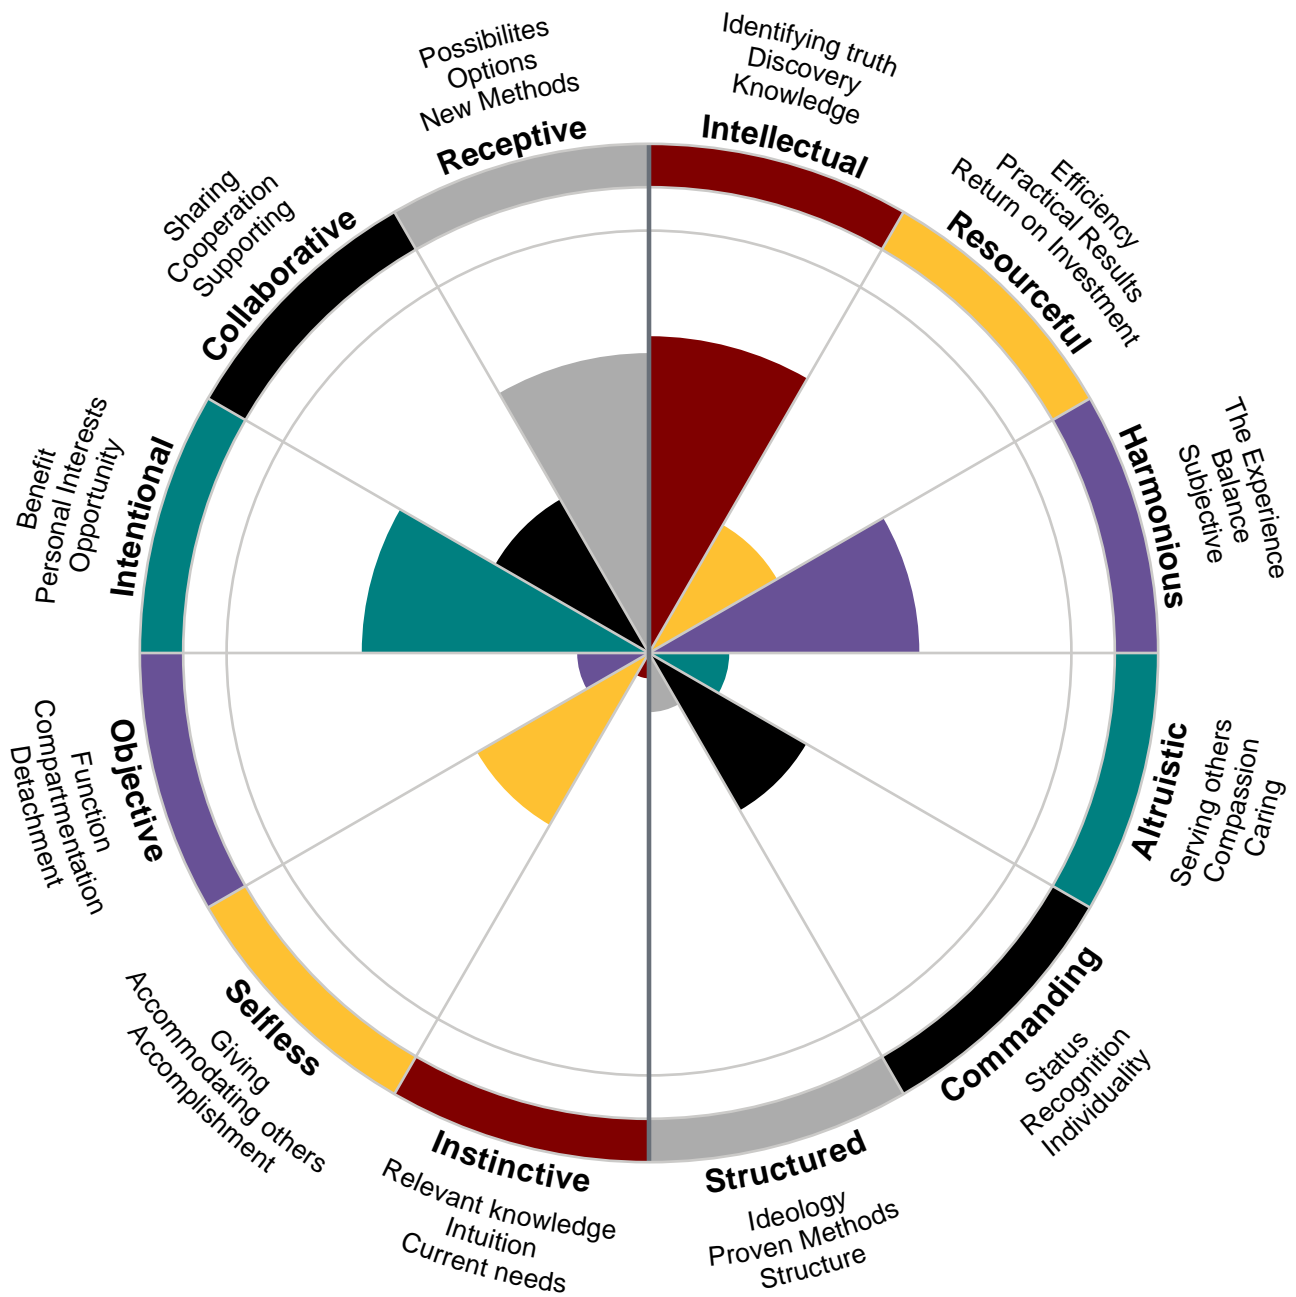 Possibilites
Options
New Methods
Receptive
Identifying truth
Discovery
Knowledge
Intellectual
Efficiency
Practical Results
Return on Investment
Resourceful
The Experience
Balance
Subjective
Harmonious
Altruistic
Serving others
Compassion
Caring
Commanding
Status
Recognition
Individuality
Structured
Ideology
Proven Methods
Structure
Instinctive
Relevant knowledge
Intuition
Current needs
Selfless
Giving
Accommodating others
Accomplishment
Objective
Function
Compartmentation
Detachment
Benefit
Personal Interests
Opportunity
Intentional
Sharing
Cooperation
Supporting
Collaborative